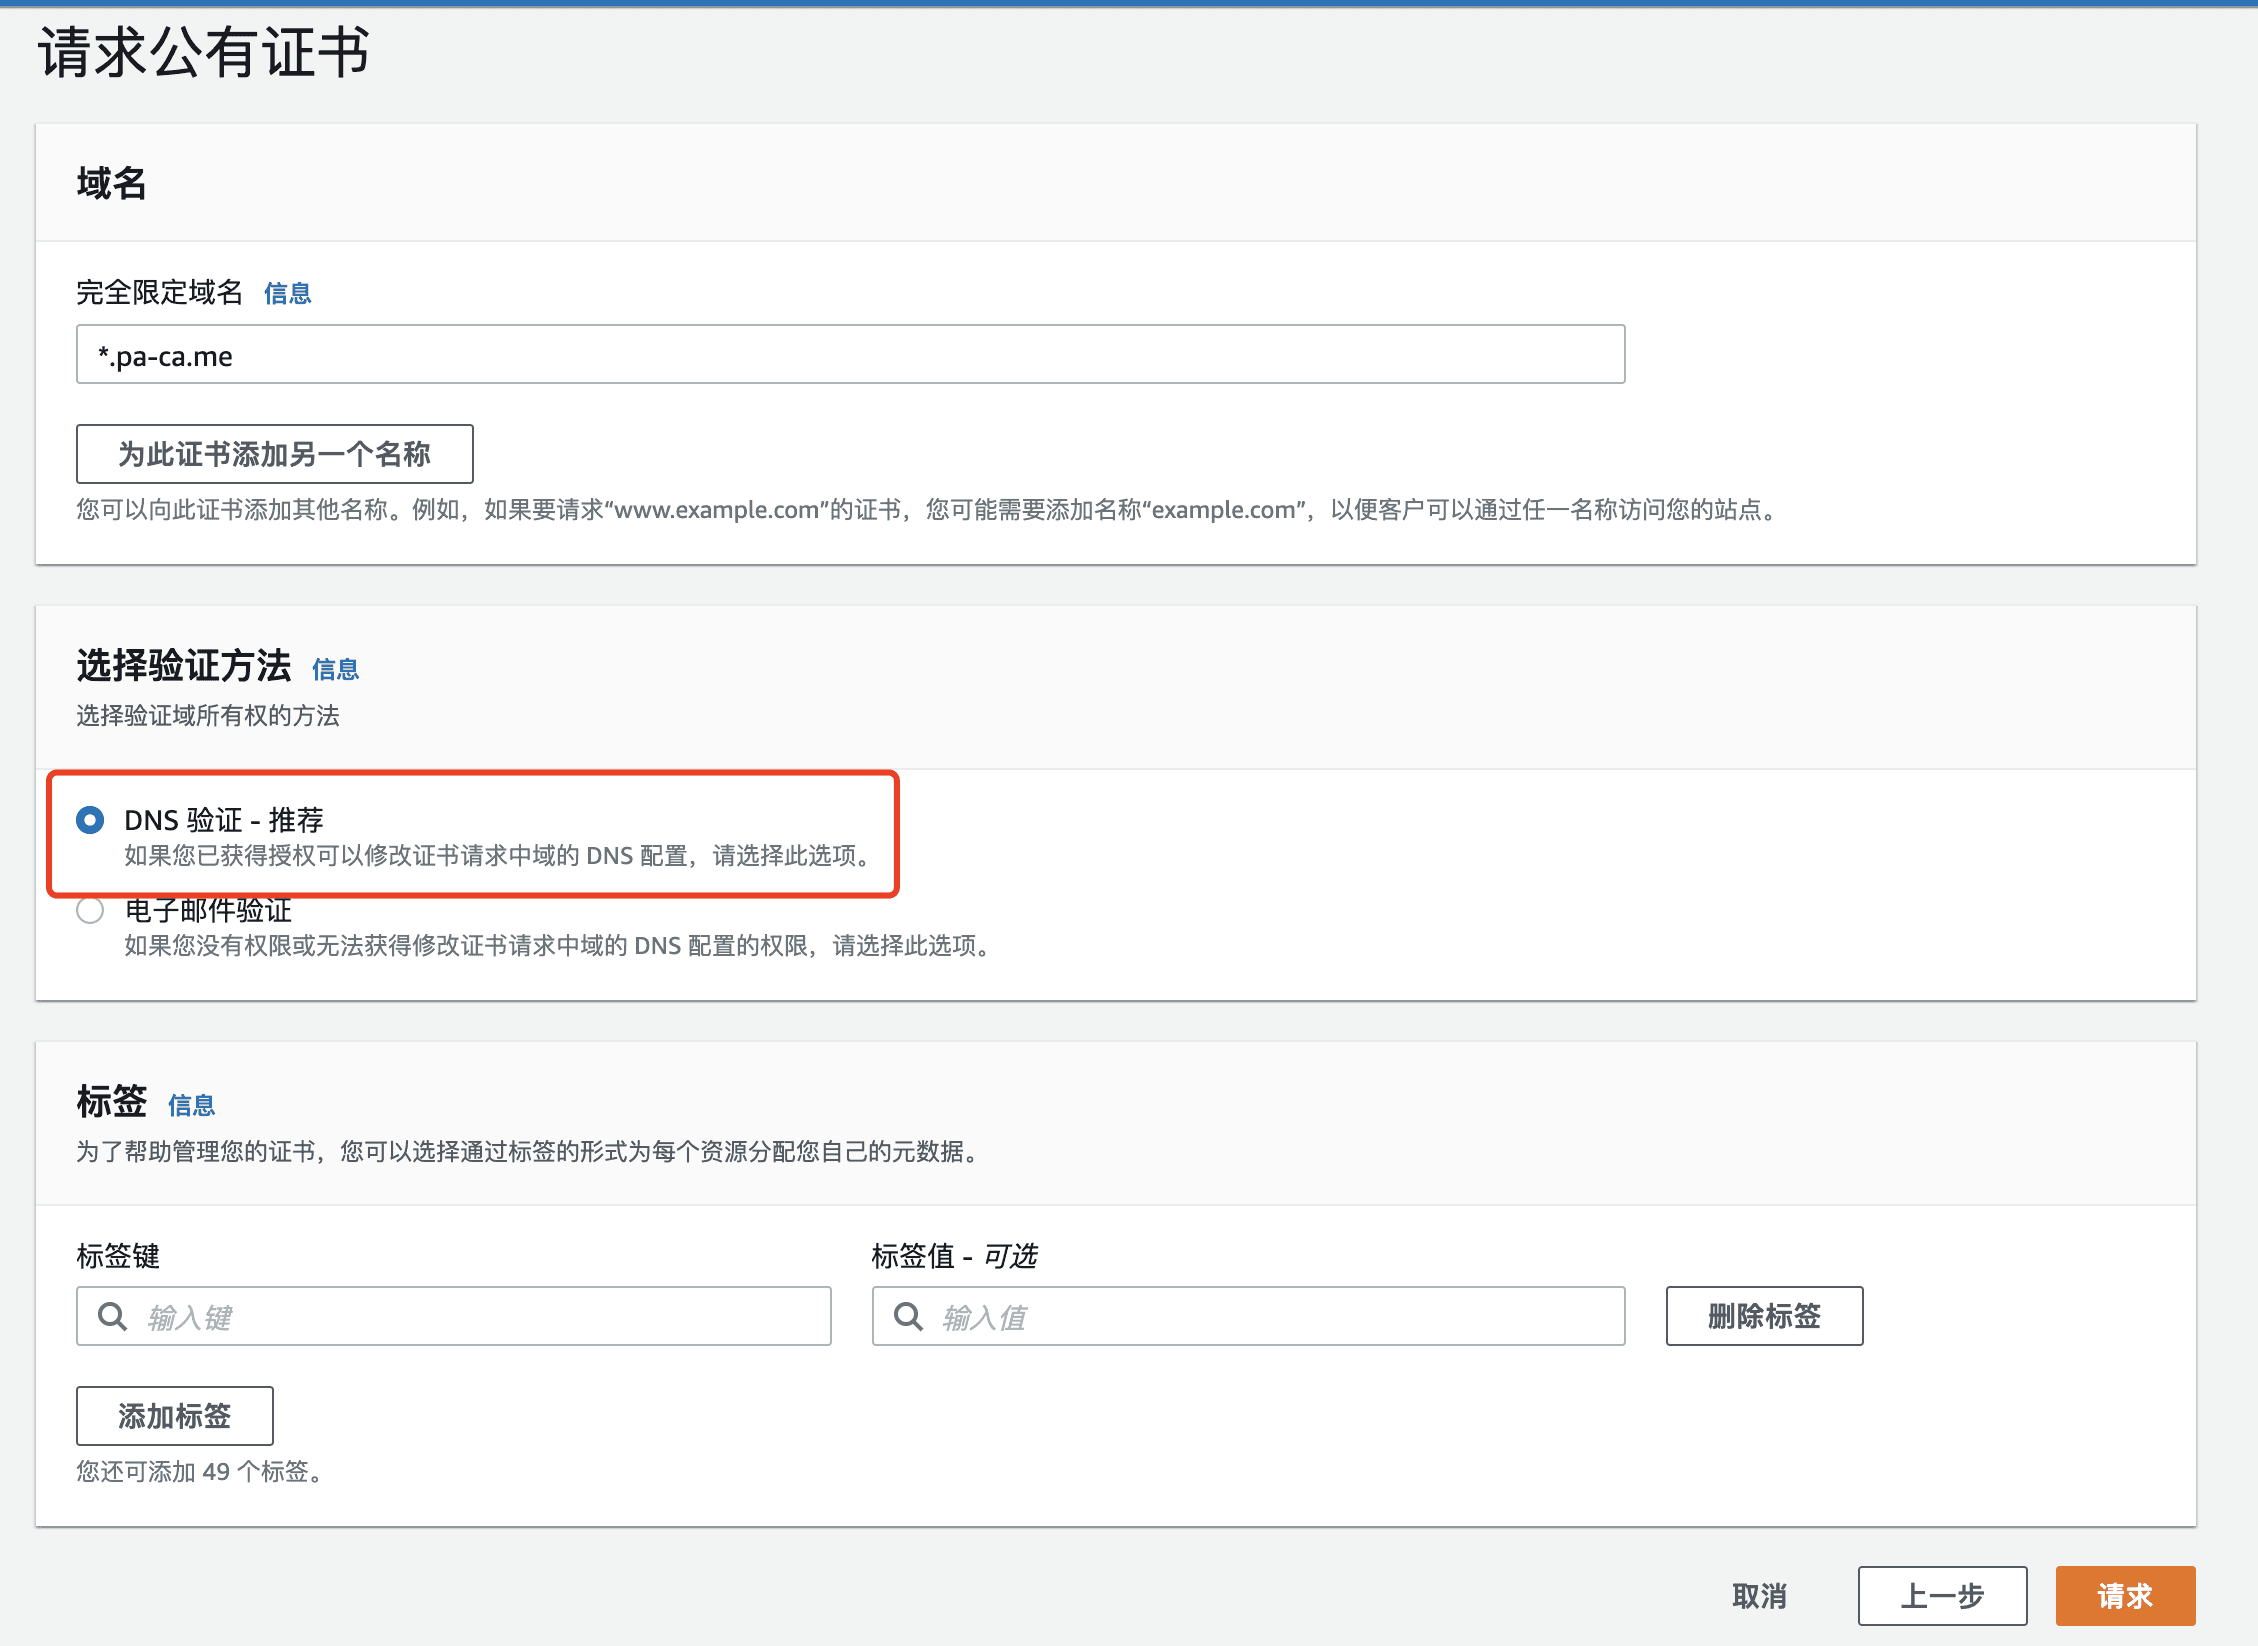 请求公有证书
域名
完全限定域名 信息
*.pa-ca.me
为此证书添加另一个名称
您可以向此证书添加其他名称。例如，如果要请求“www.example.com”的证书，您可能需要添加名称“example.com”，以便客户可以通过任一名称访问您的站点。
选择验证方法 信息
选择验证域所有权的方法
DNS 验证 - 推荐
如果您已获得授权可以修改证书请求中域的 DNS 配置，请选择此选项。
电子邮件验证
如果您没有权限或无法获得修改证书请求中域的 DNS 配置的权限，请选择此选项。
标签 信息
为了帮助管理您的证书，您可以选择通过标签的形式为每个资源分配您自己的元数据。
标签键 标签值 - 可选
输入键 输入值 删除标签
添加标签
您还可添加 49 个标签。
取消 上一步 请求